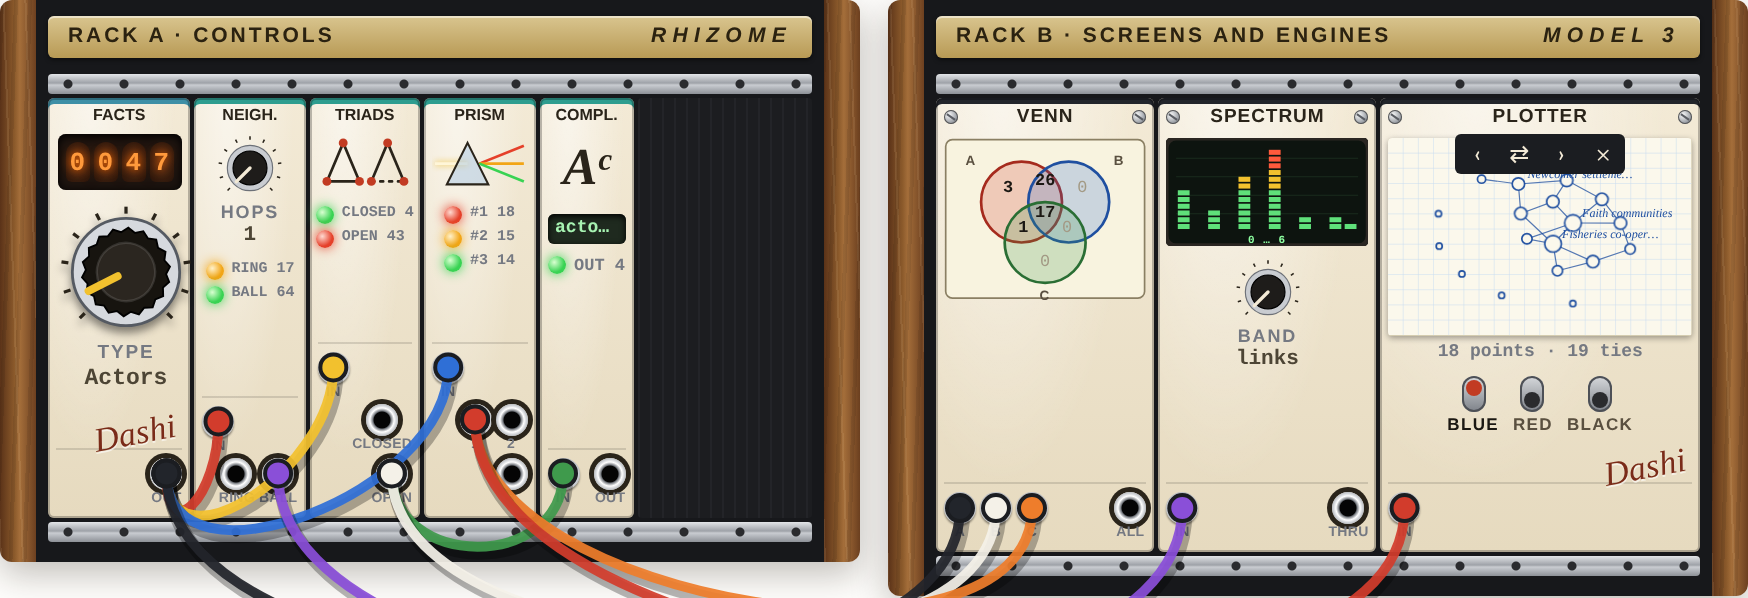 RACK A · CONTROLS
RHIZOME
FACTS
0047
TYPE
Actors
Dashi
NEIGH.
HOPS
1
RING 17
BALL 64
RING
TRIADS
CLOSED 4
OPEN 43
CLOSED
PRISM
#1 18
#2 15
#3 14
2
COMPL.
Ac
acto…
OUT 4
OUT
RACK B · SCREENS AND ENGINES
MODEL 3
VENN
A
B
3
26
0
17
1
0
0
C
ALL
SPECTRUM
0 … 6
BAND
links
THRU
PLOTTER
‹ ⇄ › ×
Faith communities
Fisheries co-oper…
18 points · 19 ties
BLUE
RED
BLACK
Dashi